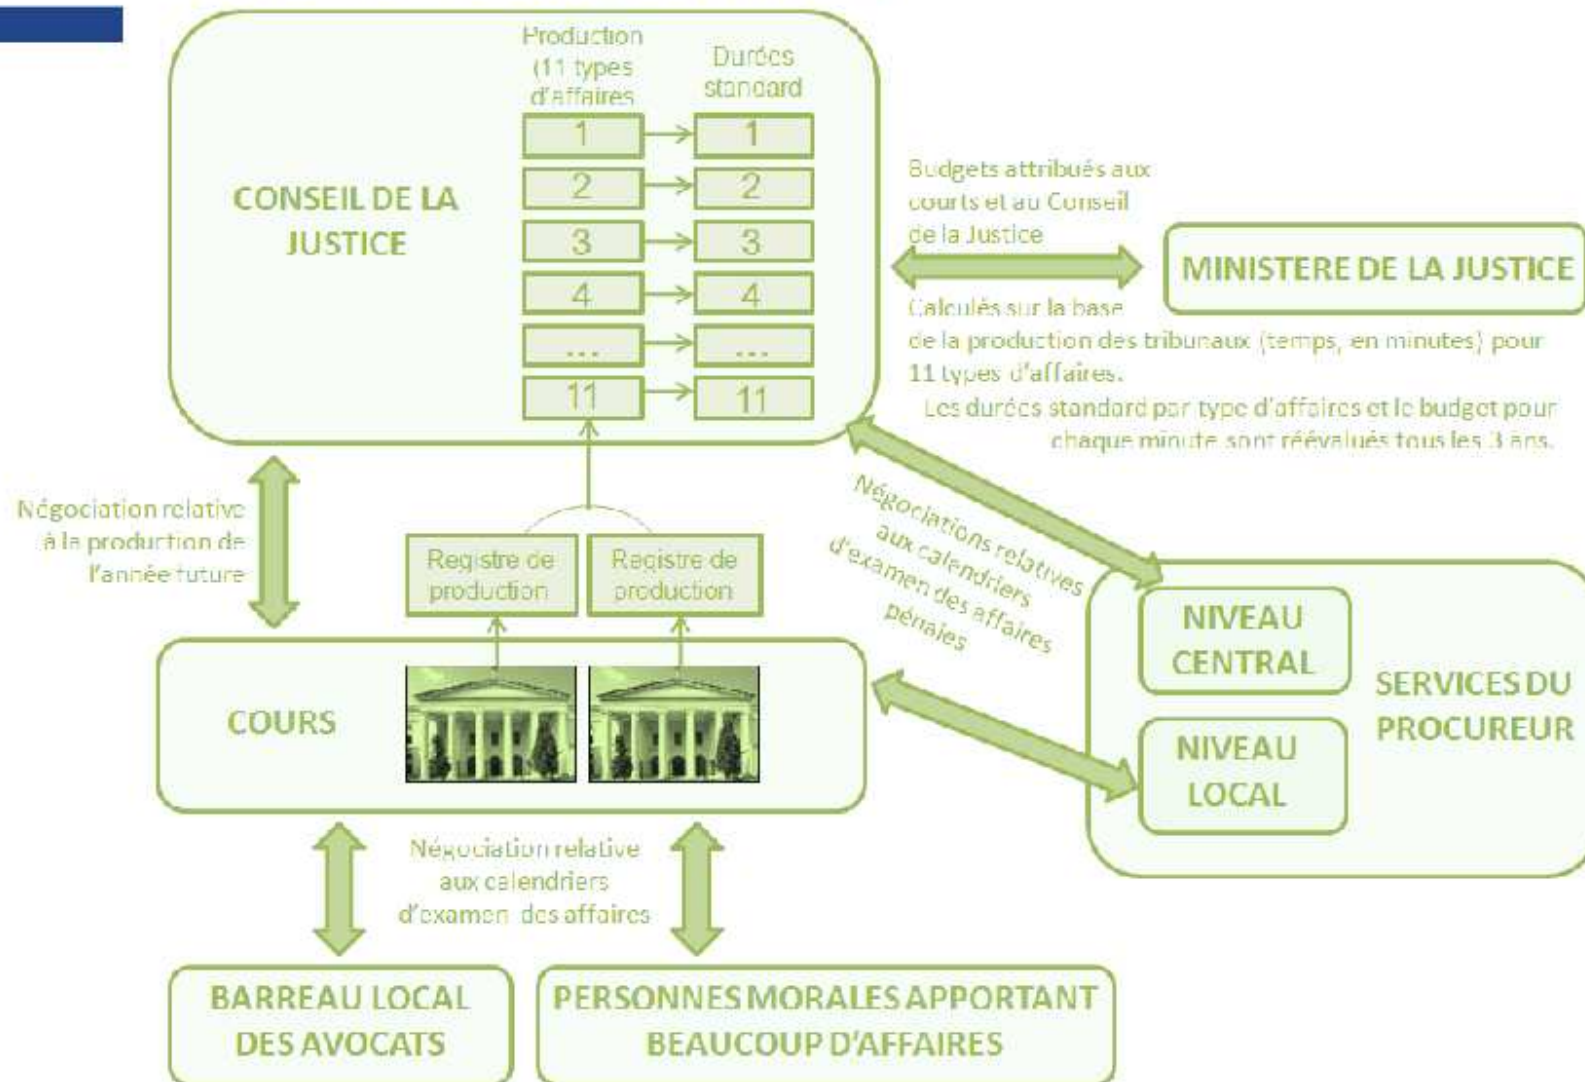 Production
(11 types
d'affaires
Durées
standard
1
1
2
2
3
3
4
4
...
...
11
11
CONSEIL DE LA
JUSTICE
Budgets attribués aux
courts et au Conseil
de la Justice
MINISTERE DE LA JUSTICE
Calculés sur la base
de la production des tribunaux (temps, en minutes) pour
11 types d'affaires.
Les durées standard par type d'affaires et le budget pour
chaque minute sont réévalués tous les 3 ans.
Négociation relative
à la production de
l'année future
Registre de
production
Registre de
production
Négociations relatives
aux calendriers
d'examen des affaires
pénales
COURS
NIVEAU
CENTRAL
NIVEAU
LOCAL
SERVICES DU
PROCUREUR
Négociation relative
aux calendriers
d'examen des affaires
BARREAU LOCAL
DES AVOCATS
PERSONNES MORALES APPORTANT
BEAUCOUP D'AFFAIRES